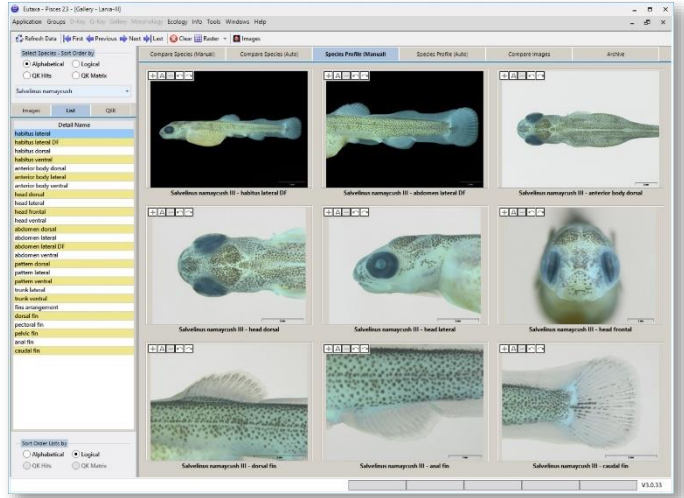 Eutaxa - Pisces 23 - [Gallery - Larva-III]
Application Groups D-Key G-Key Gallery Morphology Ecology Info Tools Windows Help
Refresh Data First Previous Next Last Clear Raster Images
Select Species - Sort Order by
Alphabetical Logical
QK Hits QK Matrix
Salvelinus namaycush
Images List QKR
Detail Name
habitus lateral
habitus lateral DF
habitus dorsal
habitus ventral
anterior body dorsal
anterior body lateral
anterior body ventral
head dorsal
head lateral
head frontal
head ventral
abdomen dorsal
abdomen lateral
abdomen lateral DF
abdomen ventral
pattern dorsal
pattern lateral
pattern ventral
trunk lateral
trunk ventral
fins arrangement
dorsal fin
pectoral fin
pelvic fin
anal fin
caudal fin
Sort Order Lists by
Alphabetical Logical
QK Hits QK Matrix
Compare Species (Manual) Compare Species (Auto) Species Profile (Manual) Species Profile (Auto) Compare Images Archive
Salvelinus namaycush III - habitus lateral DF
Salvelinus namaycush III - abdomen lateral DF
Salvelinus namaycush III - anterior body dorsal
Salvelinus namaycush III - head dorsal
Salvelinus namaycush III - head lateral
Salvelinus namaycush III - head frontal
Salvelinus namaycush III - dorsal fin
Salvelinus namaycush III - anal fin
Salvelinus namaycush III - caudal fin
V3.0.33